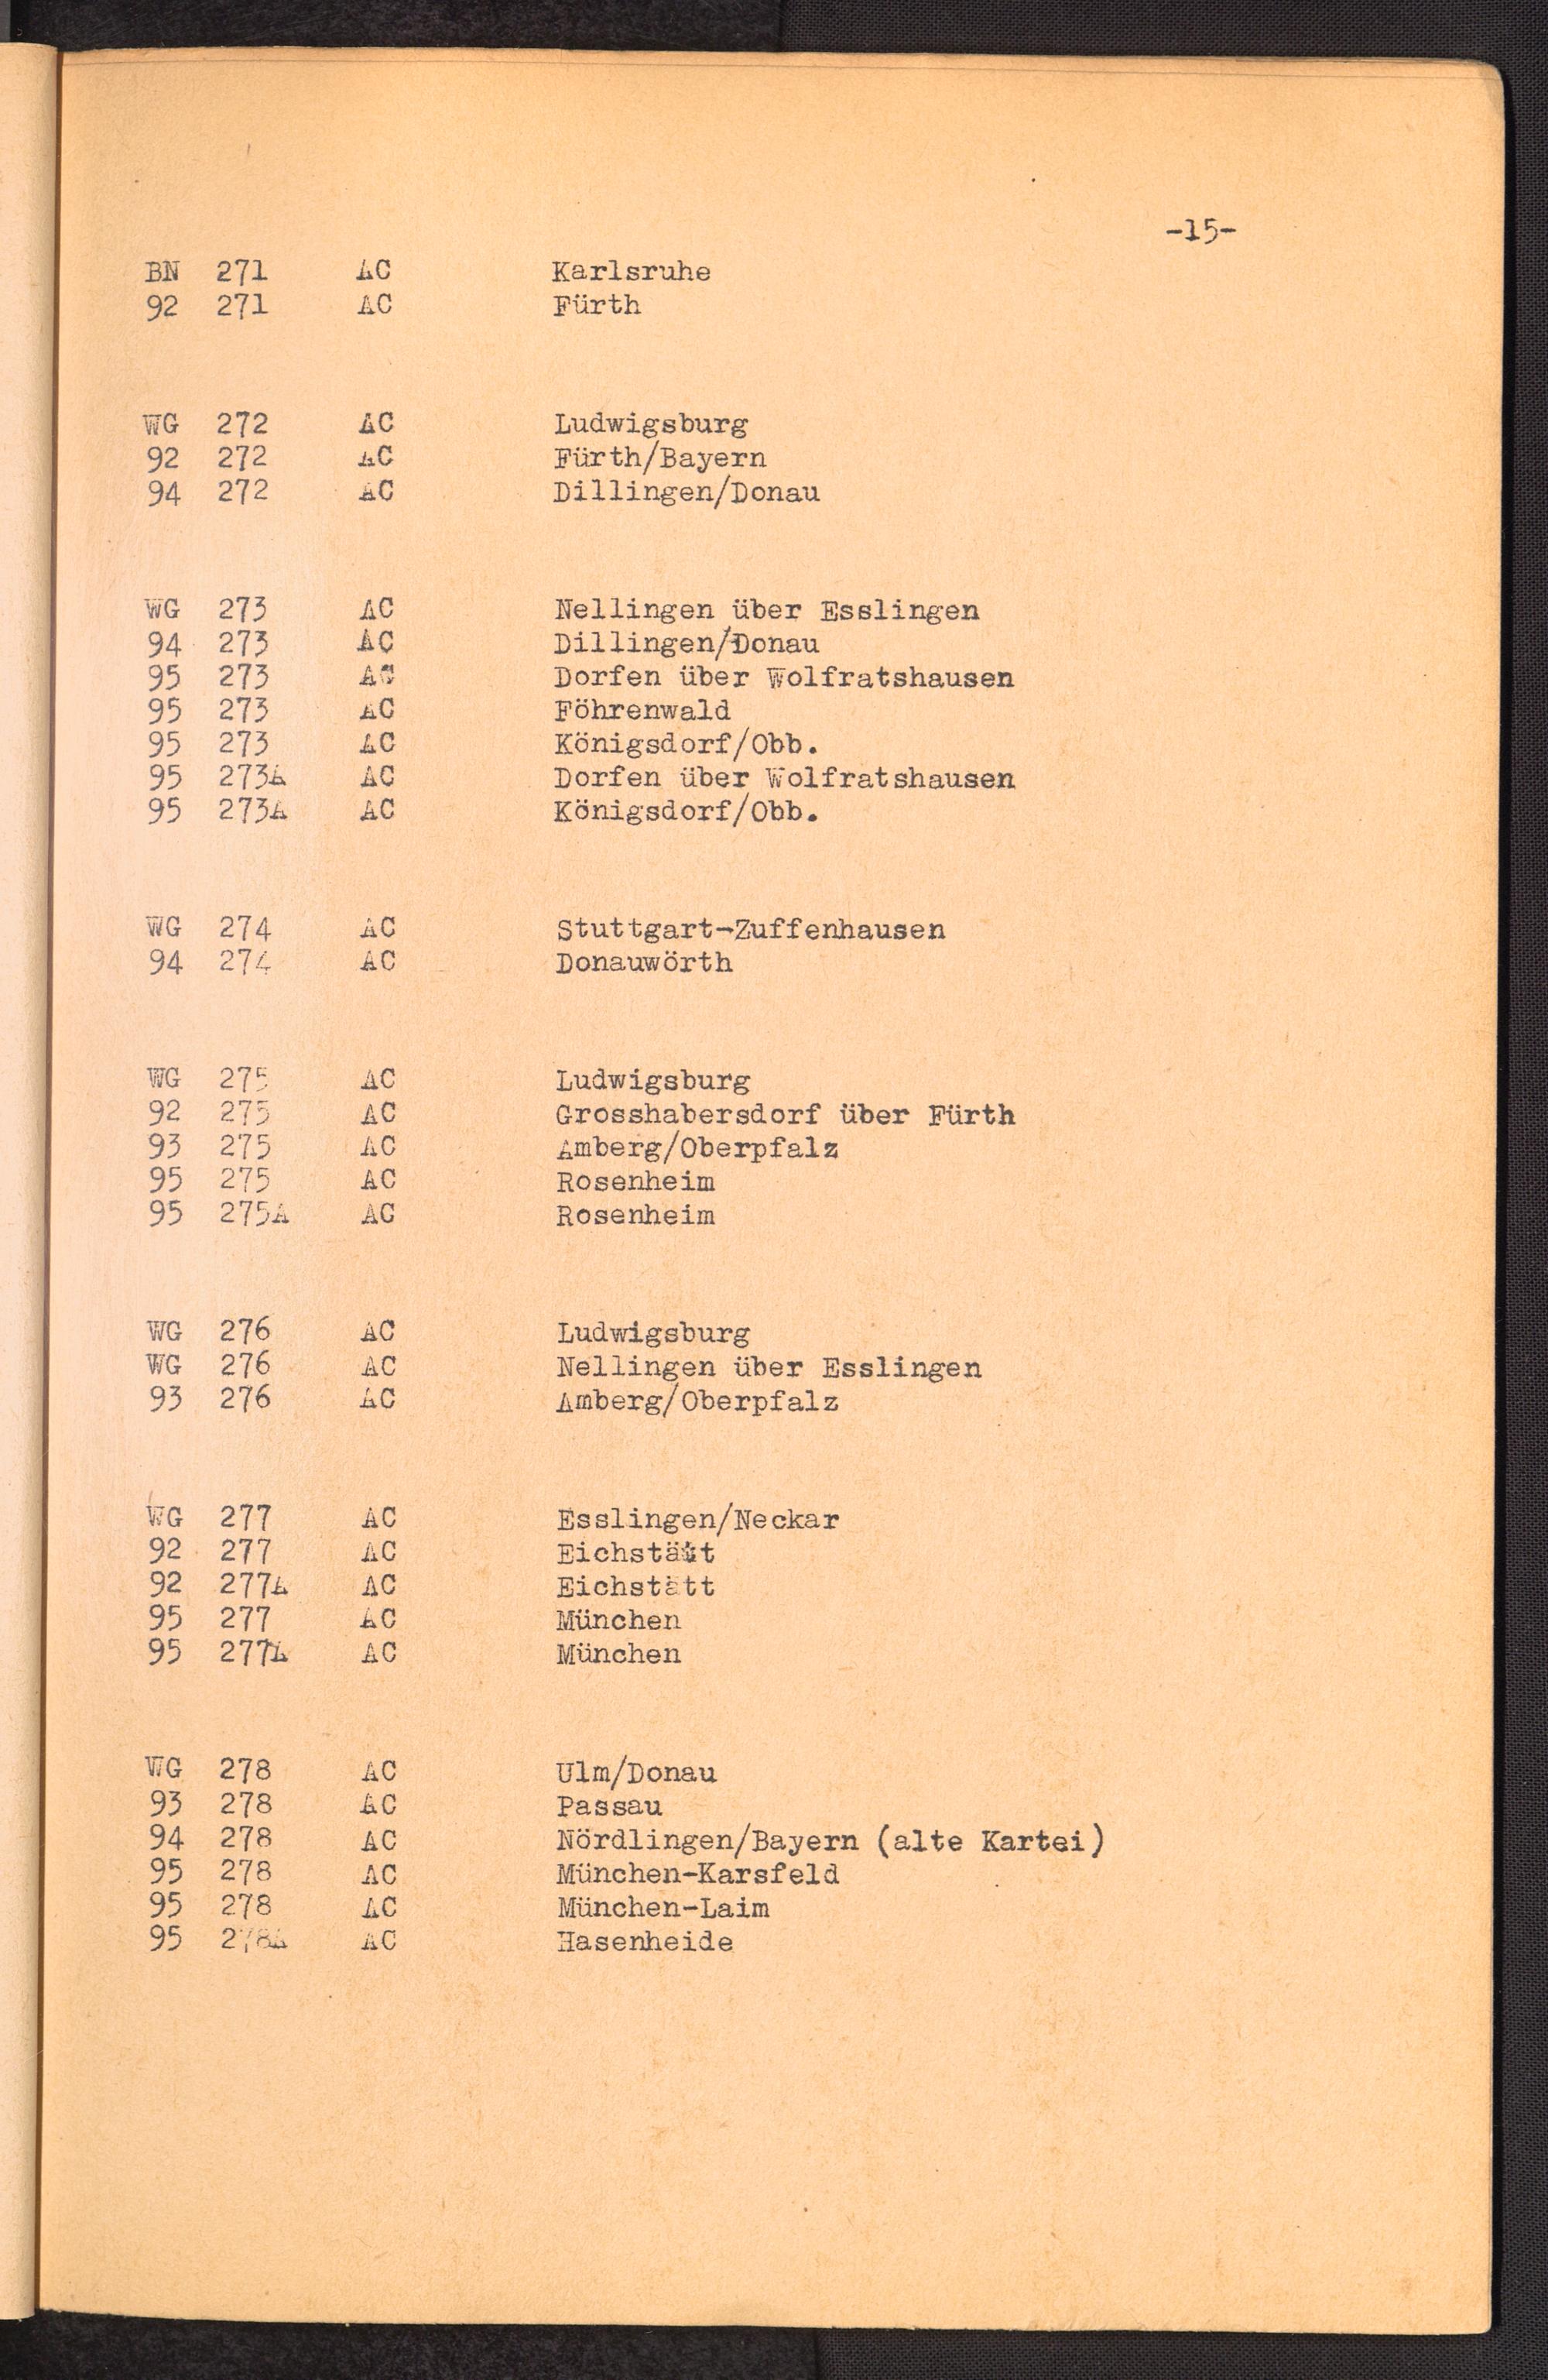 -15-
BN 271 AC Karlsruhe
92 271 AC Fürth
WG 272 AC Ludwigsburg
92 272 AC Fürth/Bayern
94 272 AC Dillingen/Donau
WG 273 AC Nellingen über Esslingen
94 273 AC Dillingen/Donau
95 273 AC Dorfen über Wolfratshausen
95 273 AC Föhrenwald
95 273 AC Königsdorf/Obb.
95 273A AC Dorfen über Wolfratshausen
95 273A AC Königsdorf/Obb.
WG 274 AC Stuttgart-Zuffenhausen
94 274 AC Donauwörth
WG 275 AC Ludwigsburg
92 275 AC Grosshabersdorf über Fürth
93 275 AC Amberg/Oberpfalz
95 275 AC Rosenheim
95 275A AC Rosenheim
WG 276 AC Ludwigsburg
WG 276 AC Nellingen über Esslingen
93 276 AC Amberg/Oberpfalz
WG 277 AC Esslingen/Neckar
92 277 AC Eichstätt
92 277A AC Eichstätt
95 277 AC München
95 277A AC München
WG 278 AC Ulm/Donau
93 278 AC Passau
94 278 AC Nördlingen/Bayern (alte Kartei)
95 278 AC München-Karsfeld
95 278 AC München-Laim
95 278A AC Hasenheide